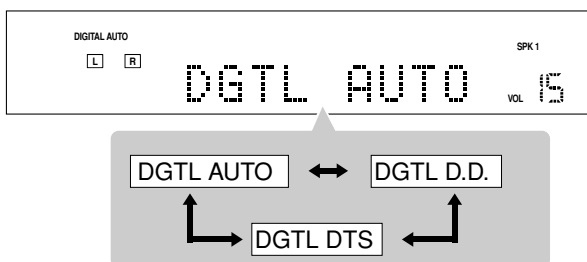 DIGITAL AUTO
SPK 1
L R
DGTL AUTO
VOL 15
DGTL AUTO DGTL D.D.
DGTL DTS